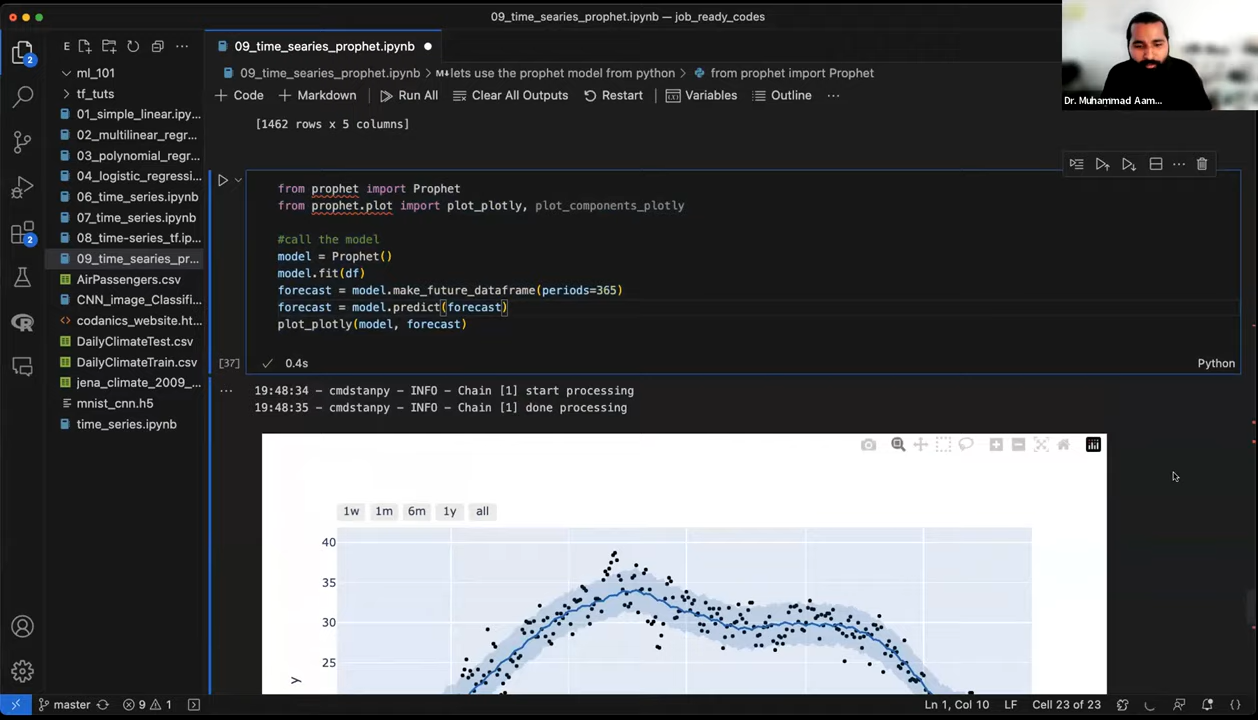 09_time_searies_prophet.ipynb — job_ready_codes
E
09_time_searies_prophet.ipynb
ml_101
tf_tuts
01_simple_linear.ipy...
02_multilinear_regr...
03_polynomial_regr...
04_logistic_regressi...
06_time_series.ipynb
07_time_series.ipynb
08_time-series_tf.ip...
09_time_searies_pr...
AirPassengers.csv
CNN_image_Classifi...
codanics_website.ht...
DailyClimateTest.csv
DailyClimateTrain.csv
jena_climate_2009_...
mnist_cnn.h5
time_series.ipynb
2
2
09_time_searies_prophet.ipynb > M↓lets use the prophet model from python > from prophet import Prophet
+ Code + Markdown Run All Clear All Outputs Restart Variables Outline ...
Dr. Muhammad Aam...
[1462 rows x 5 columns]
from prophet import Prophet
from prophet.plot import plot_plotly, plot_components_plotly
#call the model
model = Prophet()
model.fit(df)
forecast = model.make_future_dataframe(periods=365)
forecast = model.predict(forecast)
plot_plotly(model, forecast)
[37] 0.4s Python
19:48:34 - cmdstanpy - INFO - Chain [1] start processing
19:48:35 - cmdstanpy - INFO - Chain [1] done processing
1w 1m 6m 1y all
40
35
30
25
y
master 9 1 Ln 1, Col 10 LF Cell 23 of 23